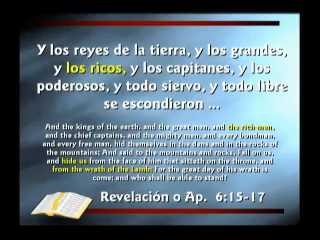 Y los reyes de la tierra, y los grandes,
y los ricos, y los capitanes, y los
poderosos, y todo siervo, y todo libre
se escondieron ...
And the kings of the earth, and the great men, and the rich men,
and the chief captains, and the mighty men, and every bondman,
and every free man, hid themselves in the dens and in the rocks of
the mountains; And said to the mountains and rocks, Fall on us,
and hide us from the face of him that sitteth on the throne, and
from the wrath of the Lamb: For the great day of his wrath is
come; and who shall be able to stand?
Revelación o Ap. 6:15-17